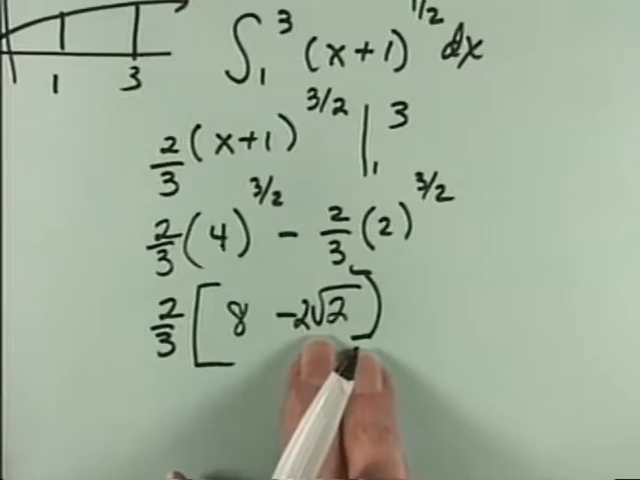 ∫₁³ (x+1)^1/2 dx
1 3
2/3 (x+1)^3/2 |₁³
2/3 (4)^3/2 - 2/3 (2)^3/2
2/3 [8 -2√2]